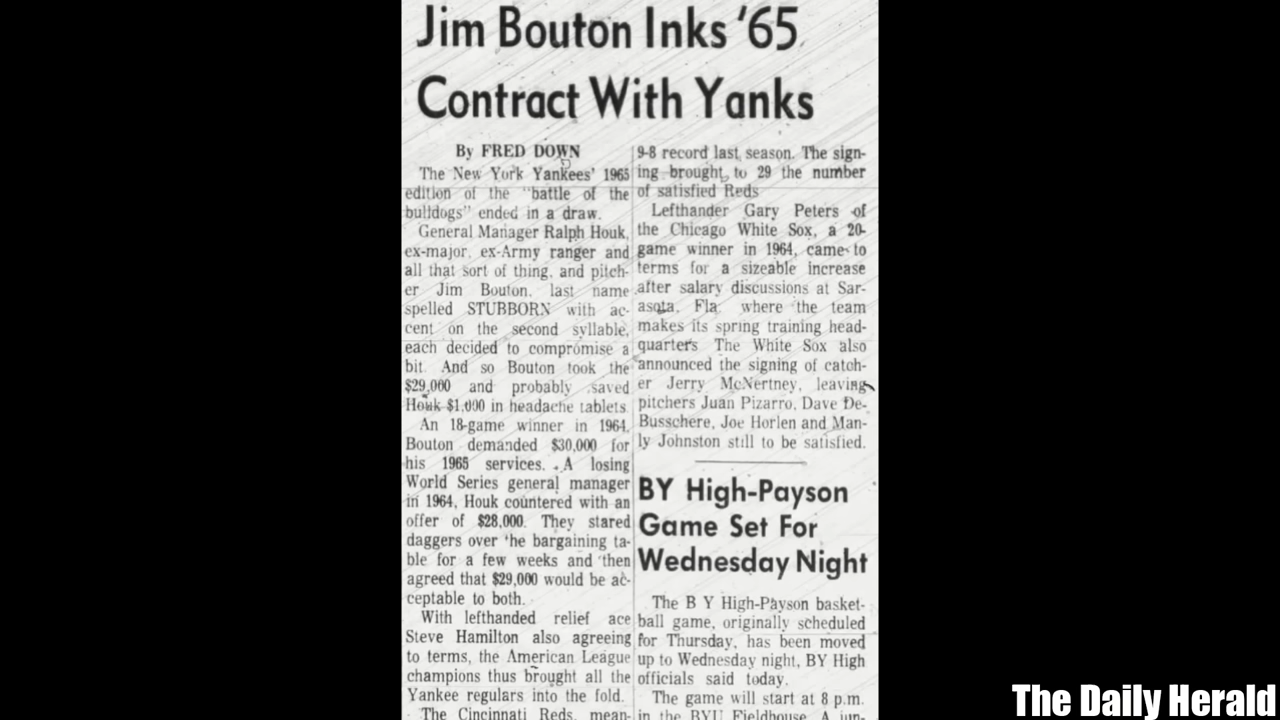 Jim Bouton Inks '65
Contract With Yanks
By FRED DOWN
The New York Yankees' 1965
edition of the "battle of the
bulldogs" ended in a draw.
General Manager Ralph Houk,
ex-major, ex-Army ranger and
all that sort of thing, and pitch-
er Jim Bouton, last name
spelled STUBBORN with ac-
cent on the second syllable,
each decided to compromise a
bit. And so Bouton took the
$29,000 and probably saved
Houk $1,000 in headache tablets.
An 18-game winner in 1964,
Bouton demanded $30,000 for
his 1965 services. A losing
World Series general manager
in 1964, Houk countered with an
offer of $28,000. They stared
daggers over 'he bargaining ta-
ble for a few weeks and then
agreed that $29,000 would be ac-
ceptable to both.
With lefthanded relief ace
Steve Hamilton also agreeing
to terms, the American League
champions thus brought all the
Yankee regulars into the fold.
The Cincinnati Reds, mean-
9-8 record last season. The sign-
ing brought to 29 the number
of satisfied Reds
Lefthander Gary Peters of
the Chicago White Sox, a 20-
game winner in 1964, came to
terms for a sizeable increase
after salary discussions at Sar-
asota, Fla. where the team
makes its spring training head-
quarters The White Sox also
announced the signing of catch-
er Jerry McNertney, leaving
pitchers Juan Pizarro, Dave De-
Busschere, Joe Horlen and Man-
ly Johnston still to be satisfied.
BY High-Payson
Game Set For
Wednesday Night
The B Y High-Payson basket-
ball game, originally scheduled
for Thursday, has been moved
up to Wednesday night, BY High
officials said today.
The game will start at 8 p.m.
in the BYU Fieldhouse. A jun-
The Daily Herald